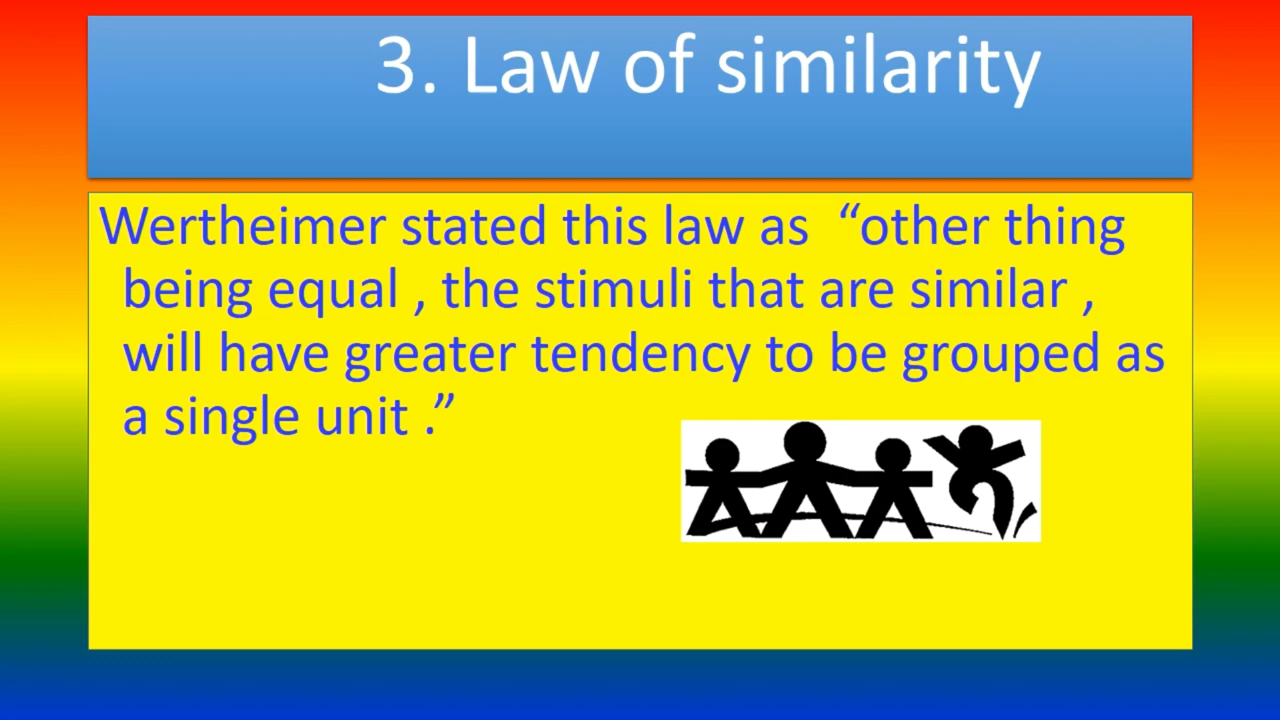 3. Law of similarity
Wertheimer stated this law as “other thing
being equal , the stimuli that are similar ,
will have greater tendency to be grouped as
a single unit .”